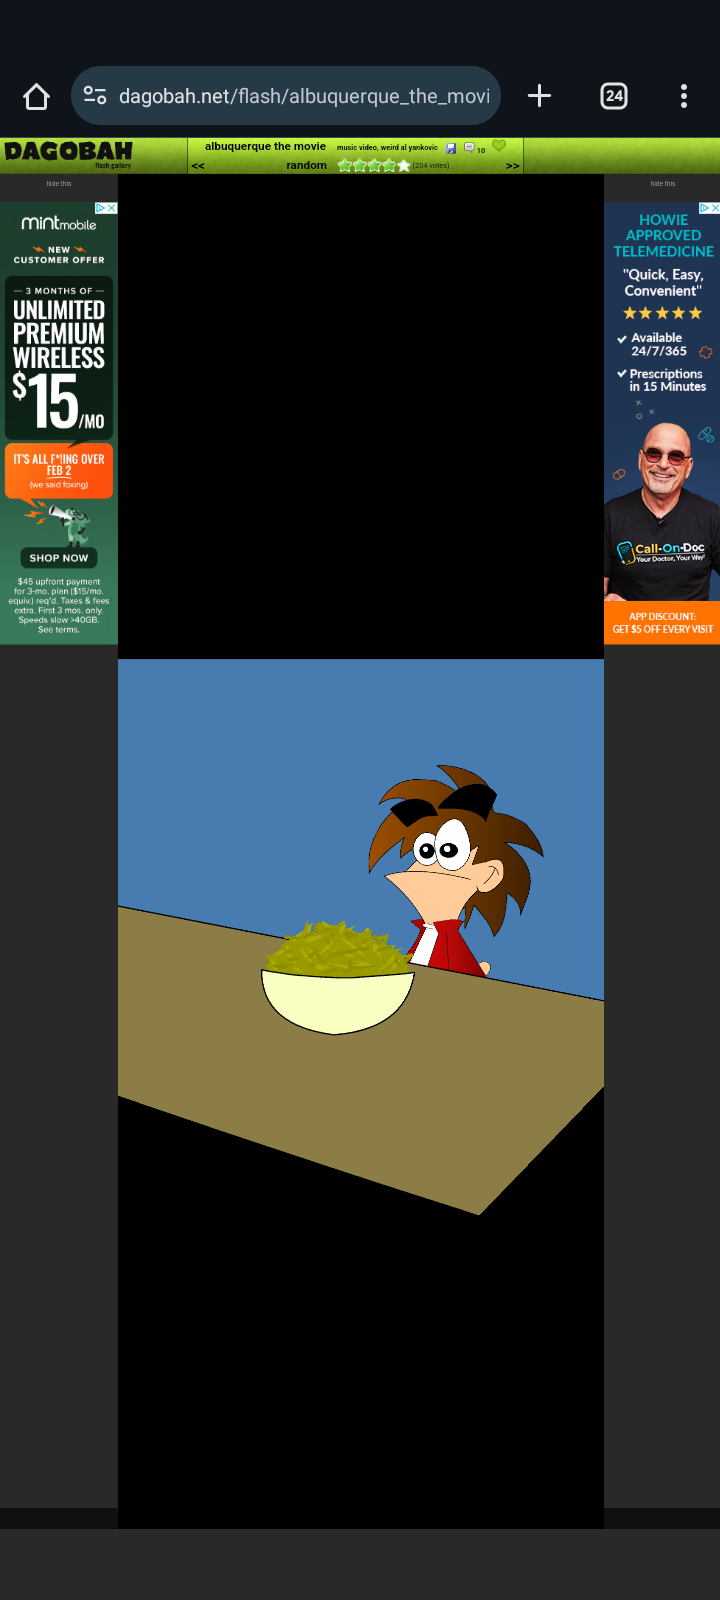 dagobah.net/flash/albuquerque_the_movi
24
DAGOBAH
flash gallery
albuquerque the movie
music video, weird al yankovic
10
<<
random
(204 votes)
>>
hide this
mint mobile
NEW
CUSTOMER OFFER
— 3 MONTHS OF —
UNLIMITED
PREMIUM
WIRELESS
$15/MO
IT'S ALL F*!ING OVER
FEB 2
(we said foxing)
SHOP NOW
$45 upfront payment
for 3-mo. plan ($15/mo.
equiv.) req'd. Taxes & fees
extra. First 3 mos. only.
Speeds slow >40GB.
See terms.
hide this
HOWIE
APPROVED
TELEMEDICINE
"Quick, Easy,
Convenient"
Available
24/7/365
Prescriptions
in 15 Minutes
Call-On-Doc
Your Doctor, Your Way!
APP DISCOUNT:
GET $5 OFF EVERY VISIT